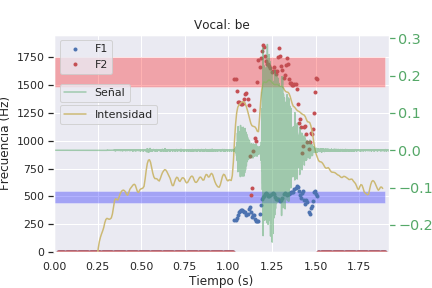 Vocal: be
Frecuencia (Hz)
1750
1500
1250
1000
750
500
250
0
F1
F2
Señal
Intensidad
0.3
0.2
0.1
0.0
−0.1
−0.2
0.00 0.25 0.50 0.75 1.00 1.25 1.50 1.75
Tiempo (s)